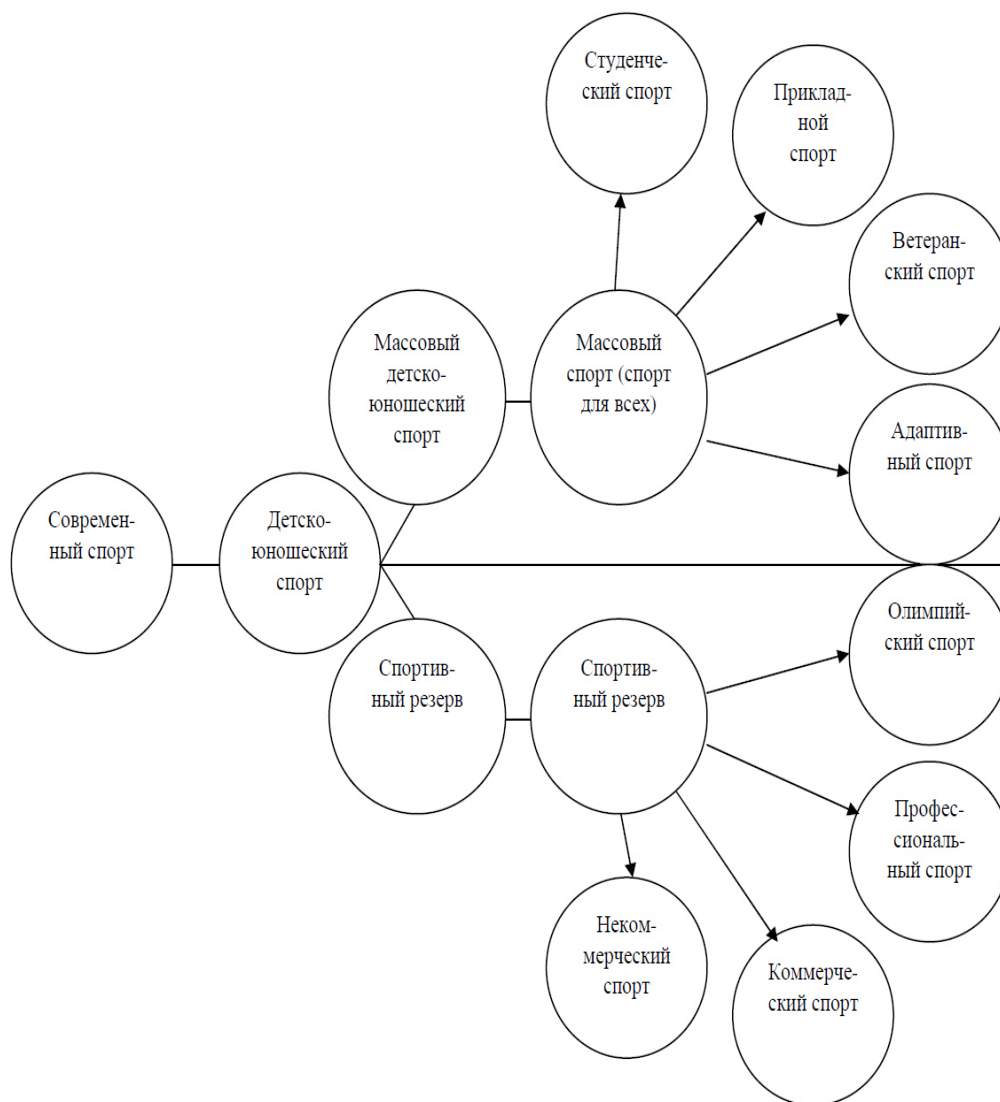 Студенче-
ский спорт
Приклад-
ной
спорт
Ветеран-
ский спорт
Массовый
детско-
юношеский
спорт
Массовый
спорт (спорт
для всех)
Адаптив-
ный спорт
Современ-
ный спорт
Детско-
юношеский
спорт
Олимпий-
ский спорт
Спортив-
ный резерв
Спортив-
ный резерв
Профес-
сиональ-
ный спорт
Неком-
мерческий
спорт
Коммерче-
ский спорт